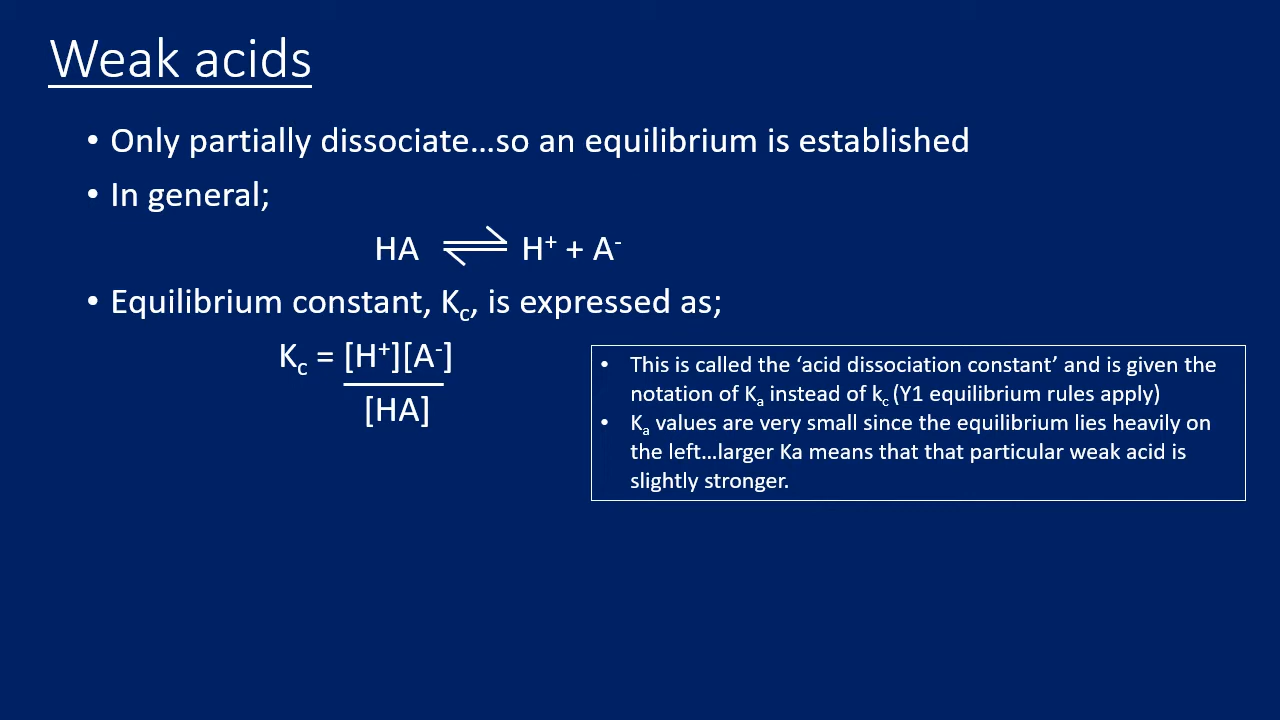 Weak acids
• Only partially dissociate…so an equilibrium is established
• In general;
HA ⇌ H⁺ + A⁻
• Equilibrium constant, K꜀, is expressed as;
K꜀ = [H⁺][A⁻]
[HA]
• This is called the ‘acid dissociation constant’ and is given the
notation of Kₐ instead of k꜀ (Y1 equilibrium rules apply)
• Kₐ values are very small since the equilibrium lies heavily on
the left…larger Ka means that that particular weak acid is
slightly stronger.